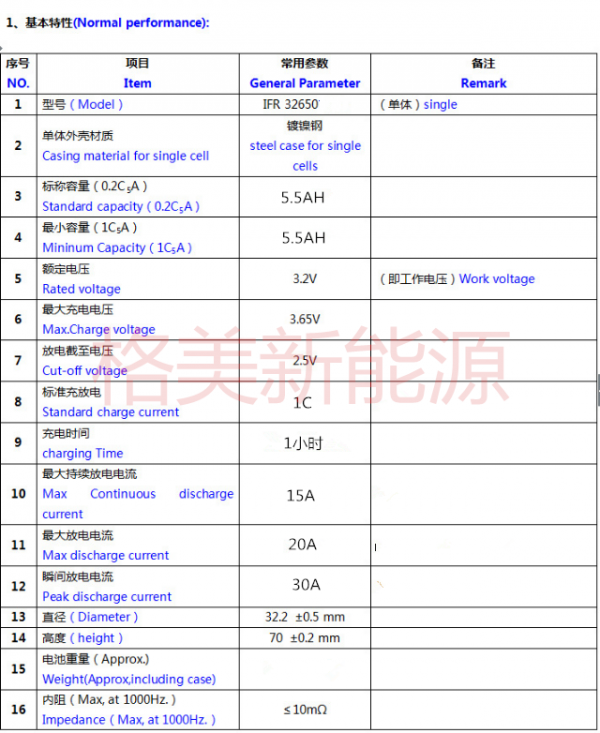 1、基本特性(Normal performance):
序号 项目 常用参数 备注
NO. Item General Parameter Remark
1 型号（Model） IFR 32650 （单体）single
单体外壳材质 镀镍钢
2 Casing material for single cell steel case for single
cells
标称容量（0.2C₅A）
3 5.5AH
Standard capacity（0.2C₅A）
最小容量（1C₅A）
4 5.5AH
Mininum Capacity（1C₅A）
额定电压
5 3.2V （即工作电压）Work voltage
Rated voltage
最大充电电压
6 3.65V
Max.Charge voltage
放电截至电压
7 2.5V
Cut-off voltage
标准充放电
8 1C
Standard charge current
充电时间
9 1小时
charging Time
最大持续放电电流
10 Max Continuous discharge 15A
current
最大放电电流
11 20A
Max discharge current
瞬间放电电流
12 30A
Peak discharge current
13 直径（Diameter） 32.2 ±0.5 mm
14 高度（height） 70 ±0.2 mm
电池重量（Approx.)
15
Weight(Approx,including case)
内阻（Max, at 1000Hz.）
16 ≤10mΩ
Impedance（Max, at 1000Hz.）
格美新能源